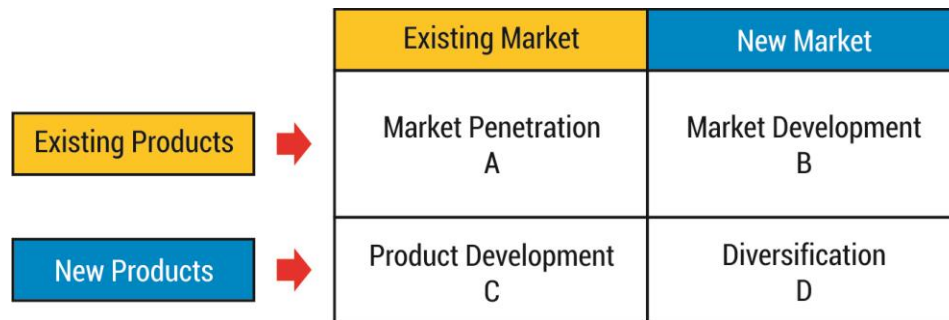 Existing Market
New Market
Existing Products
Market Penetration
A
Market Development
B
New Products
Product Development
C
Diversification
D